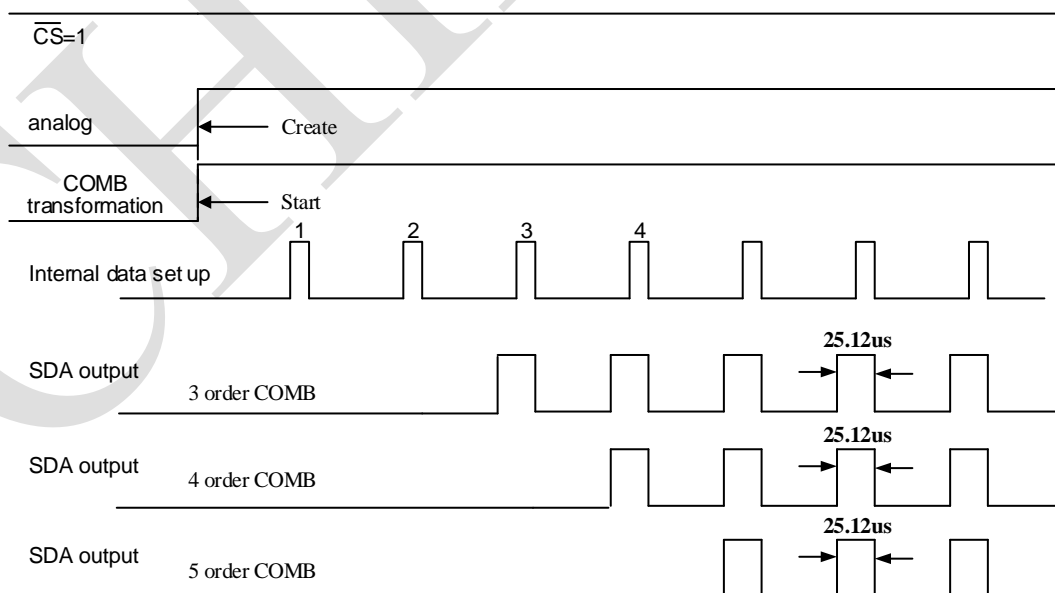 C̅S̅=1
analog
Create
COMB
transformation
Start
1 2 3 4
Internal data set up
25.12us
SDA output
3 order COMB
25.12us
SDA output
4 order COMB
25.12us
SDA output
5 order COMB